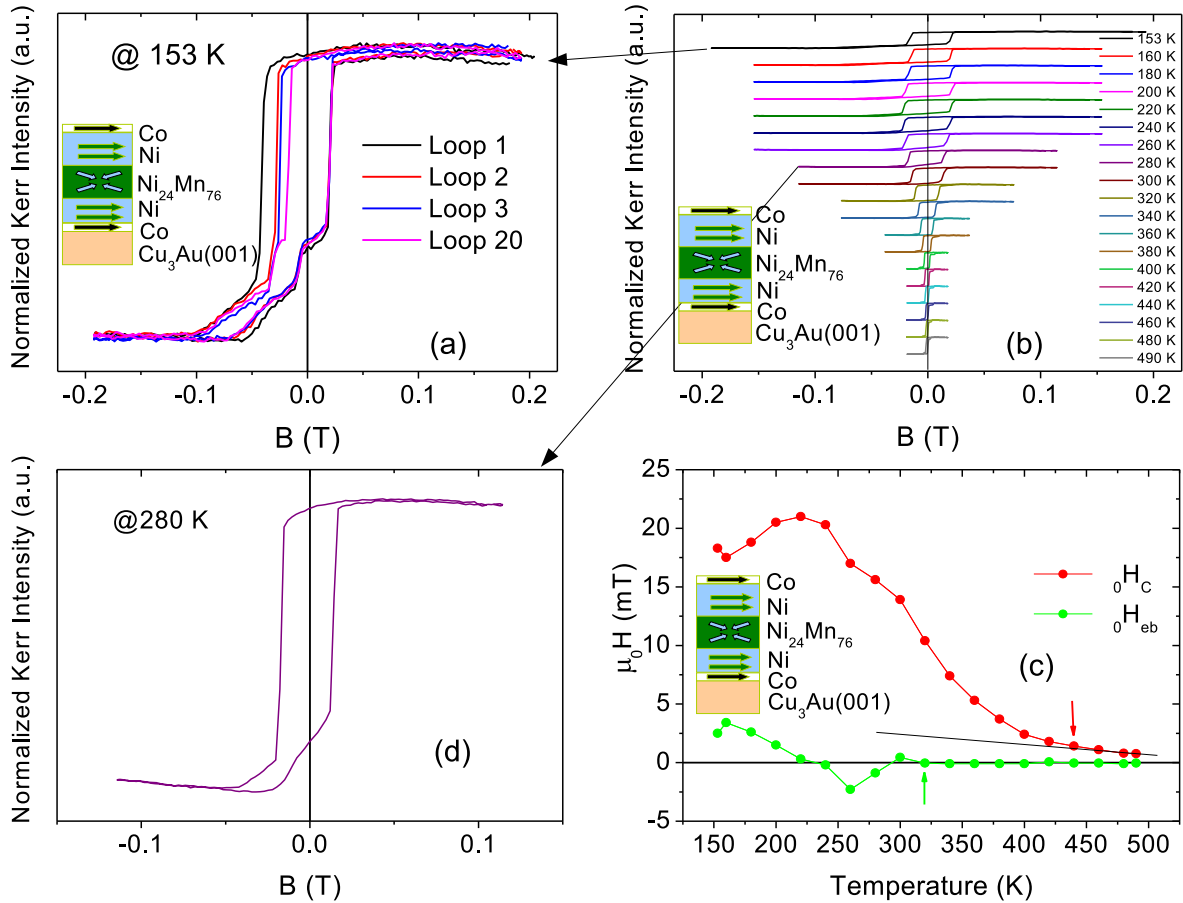 Normalized Kerr Intensity (a.u.)
@ 153 K
Co
Ni
Ni24Mn76
Ni
Co
Cu3Au(001)
Loop 1
Loop 2
Loop 3
Loop 20
(a)
-0.2 -0.1 0.0 0.1 0.2
B (T)
Normalized Kerr Intensity (a.u.)
153 K
160 K
180 K
200 K
220 K
240 K
260 K
280 K
300 K
320 K
340 K
360 K
380 K
400 K
420 K
440 K
460 K
480 K
490 K
Co
Ni
Ni24Mn76
Ni
Co
Cu3Au(001)
(b)
-0.2 -0.1 0.0 0.1 0.2
B (T)
Normalized Kerr Intensity (a.u.)
@280 K
(d)
-0.1 0.0 0.1
B (T)
μ0H (mT)
25
20
15
10
5
0
-5
Co
Ni
Ni24Mn76
Ni
Co
Cu3Au(001)
0HC
0Heb
(c)
150 200 250 300 350 400 450 500
Temperature (K)